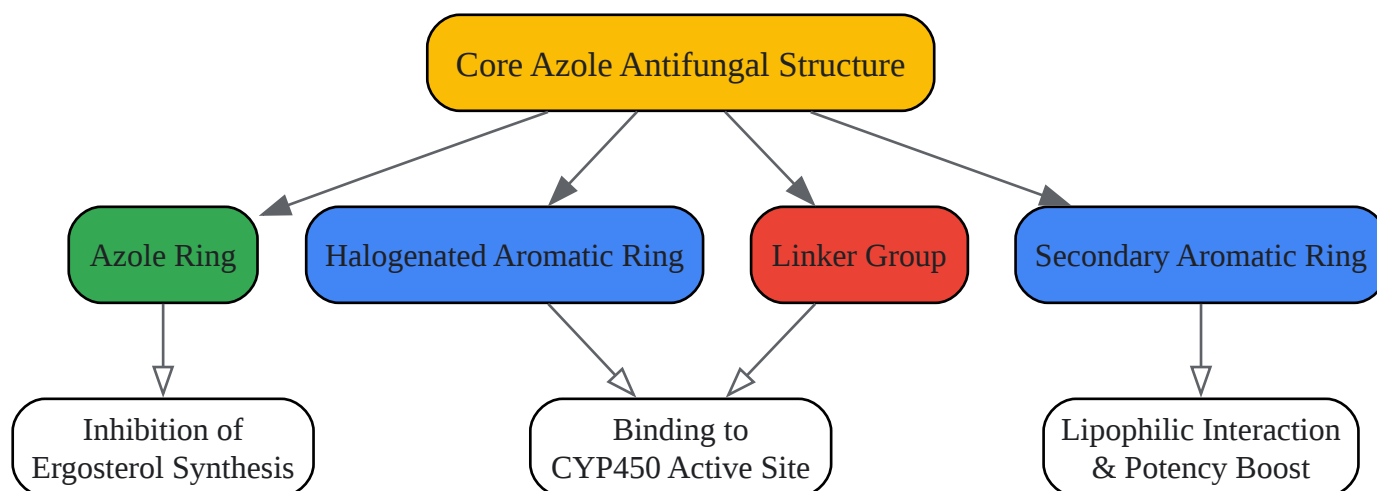 Core Azole Antifungal Structure
Azole Ring
Halogenated Aromatic Ring
Linker Group
Secondary Aromatic Ring
Inhibition of
Ergosterol Synthesis
Binding to
CYP450 Active Site
Lipophilic Interaction
& Potency Boost